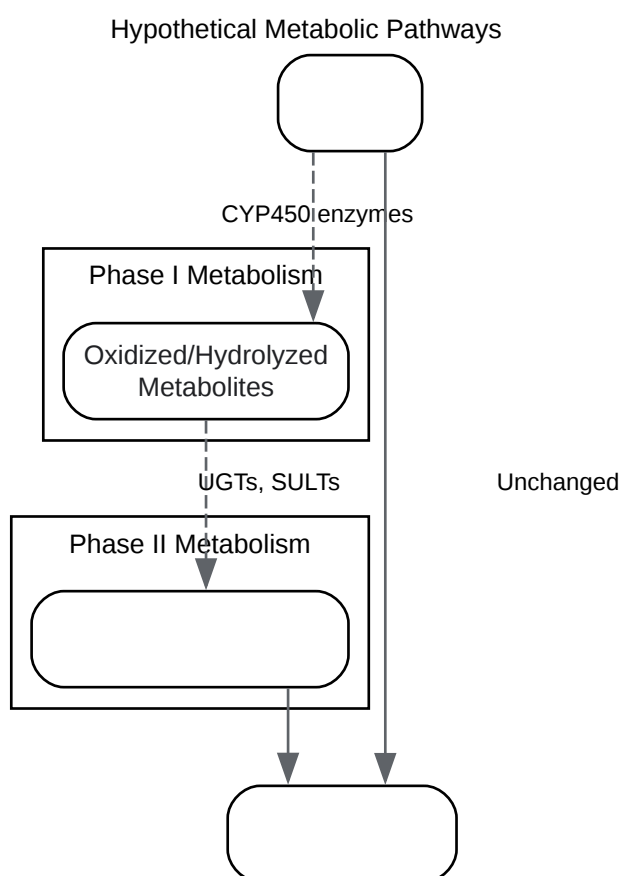 Hypothetical Metabolic Pathways
CYP450 enzymes
Phase I Metabolism
Oxidized/Hydrolyzed
Metabolites
UGTs, SULTs
Unchanged
Phase II Metabolism